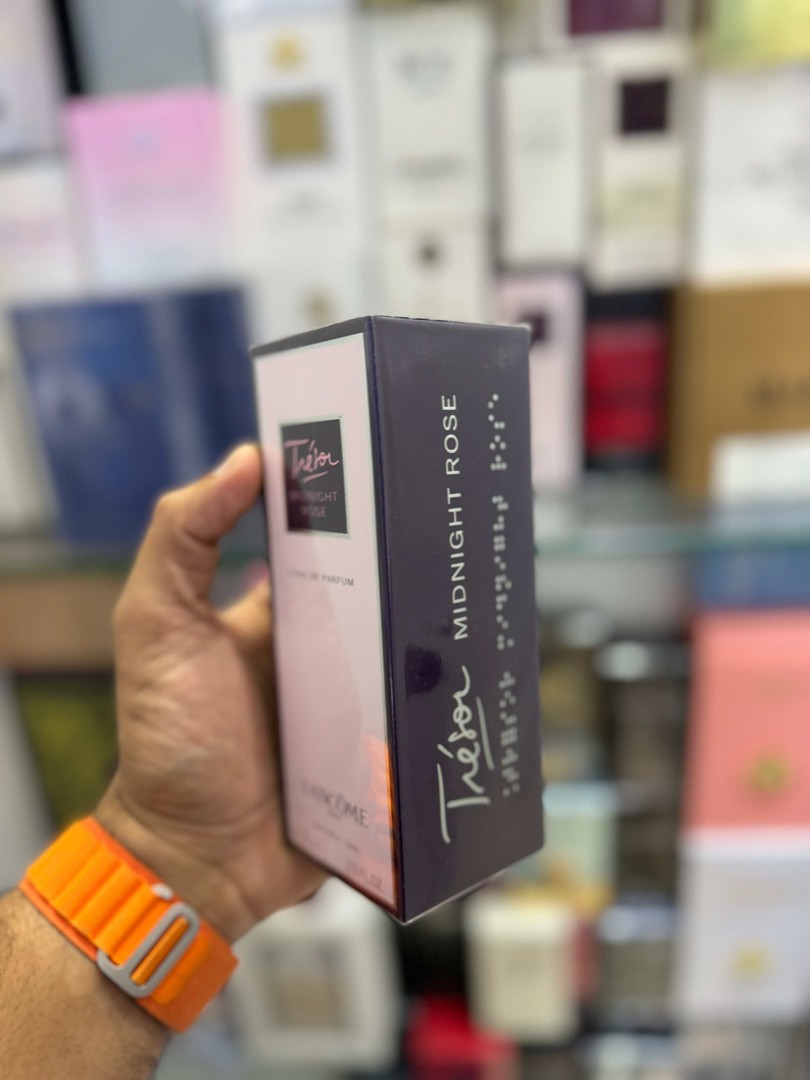 Trésor
MIDNIGHT
ROSE
EAU DE PARFUM
LANCÔME
Trésor MIDNIGHT ROSE